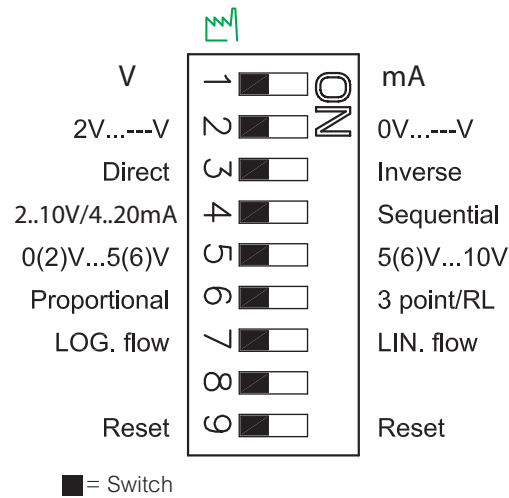 V 1 ON mA
2V...---V 2 0V...---V
Direct 3 Inverse
2..10V/4..20mA 4 Sequential
0(2)V...5(6)V 5 5(6)V...10V
Proportional 6 3 point/RL
LOG. flow 7 LIN. flow
8
Reset 9 Reset
= Switch